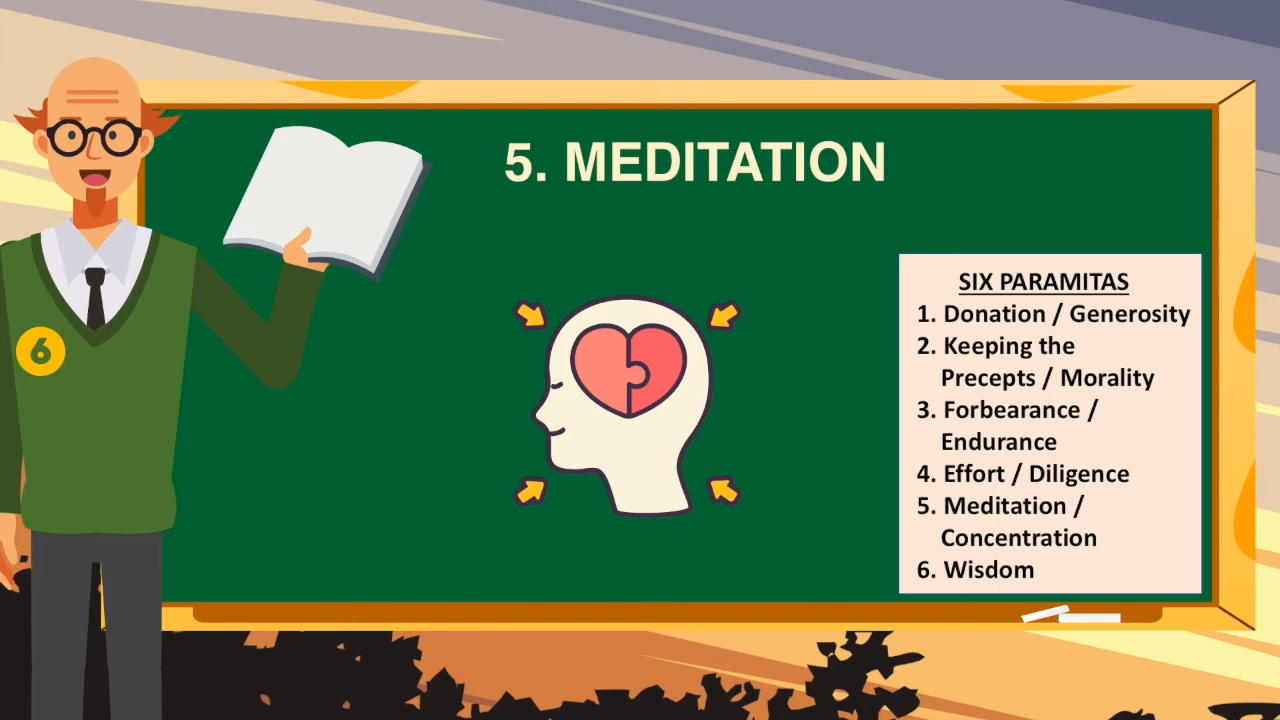 5. MEDITATION
6
SIX PARAMITAS
1. Donation / Generosity
2. Keeping the
Precepts / Morality
3. Forbearance /
Endurance
4. Effort / Diligence
5. Meditation /
Concentration
6. Wisdom